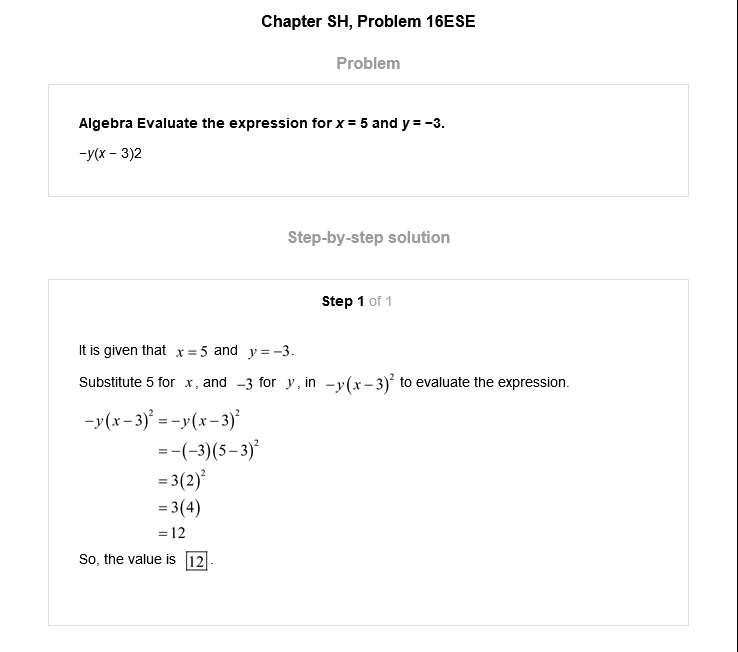 Chapter SH, Problem 16ESE
Problem
Algebra Evaluate the expression for x = 5 and y = −3.
−y(x − 3)2
Step-by-step solution
Step 1 of 1
It is given that x = 5 and y = −3.
Substitute 5 for x, and −3 for y, in −y(x−3)² to evaluate the expression.
−y(x−3)² = −y(x−3)²
= −(−3)(5−3)²
= 3(2)²
= 3(4)
= 12
So, the value is 12.